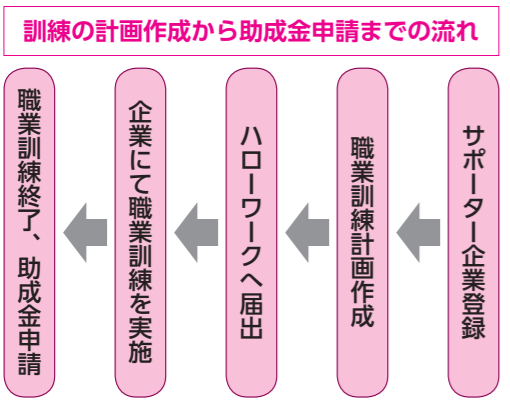 訓練の計画作成から助成金申請までの流れ
サポーター企業登録
職業訓練計画作成
ハローワークへ届出
企業にて職業訓練を実施
職業訓練終了、助成金申請